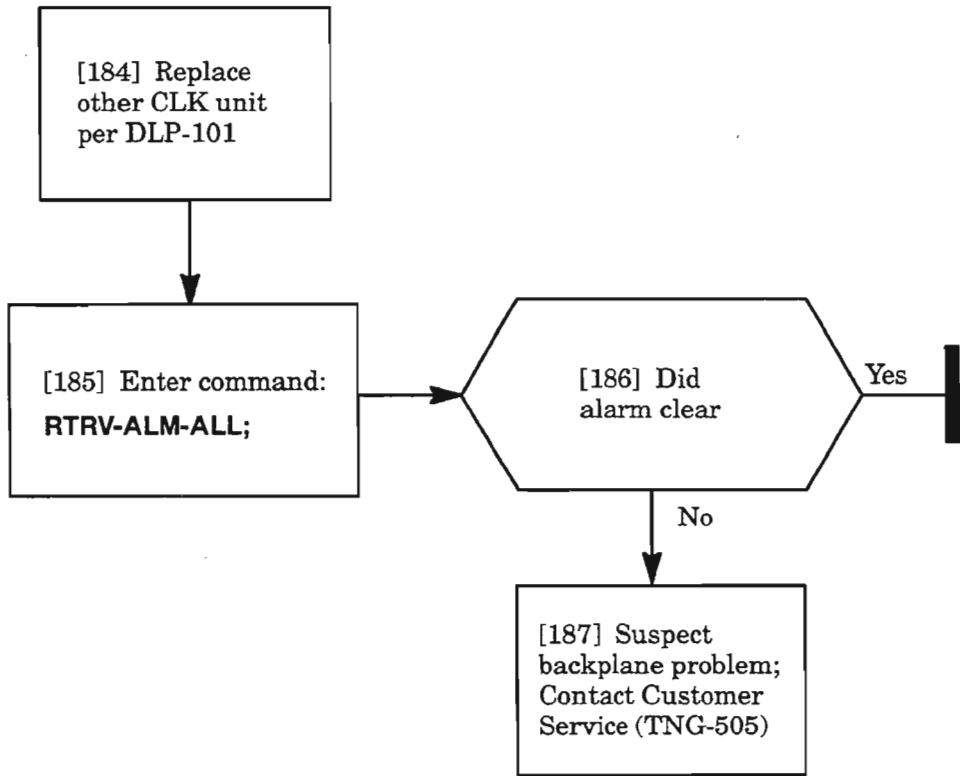 [184] Replace
other CLK unit
per DLP-101
[185] Enter command:
RTRV-ALM-ALL;
[186] Did
alarm clear
Yes
No
[187] Suspect
backplane problem;
Contact Customer
Service (TNG-505)